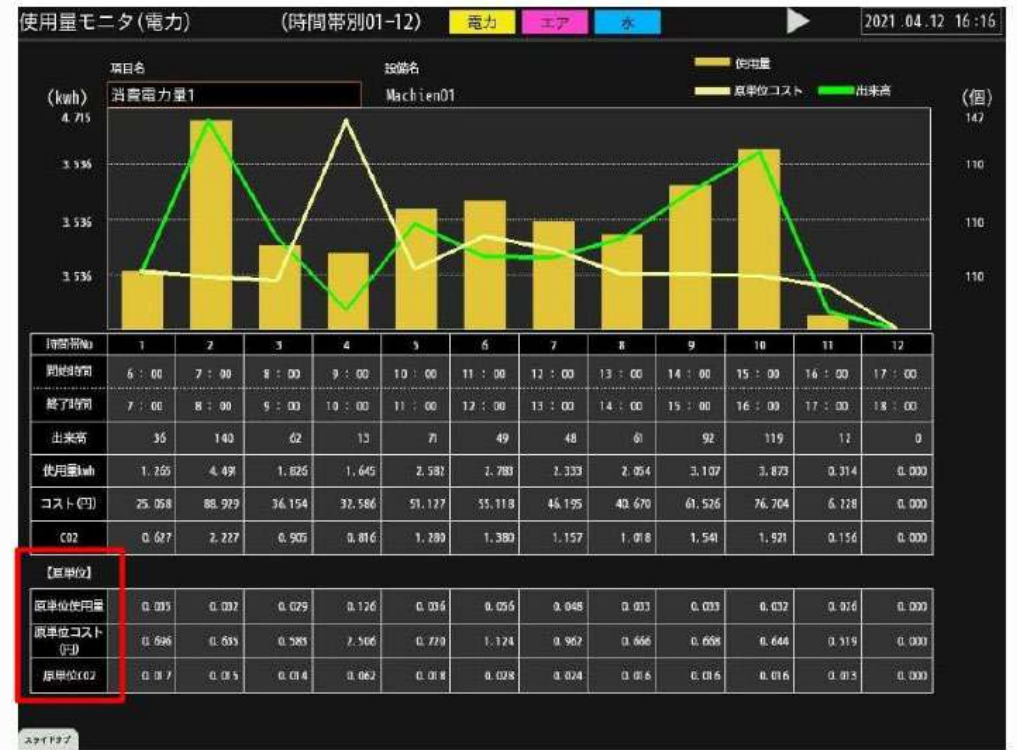 使用量モニタ(電力) (時間帯別01-12) 電力 エア 水 2021.04.12 16:16
項目名 設備名 使用量
消費電力量1 Machien01 原単位コスト 出来高
(kwh) (個)
4.715 147
3.536 110
3.536 110
3.536 110
時間帯No 1 2 3 4 5 6 7 8 9 10 11 12
開始時間 6:00 7:00 8:00 9:00 10:00 11:00 12:00 13:00 14:00 15:00 16:00 17:00
終了時間 7:00 8:00 9:00 10:00 11:00 12:00 13:00 14:00 15:00 16:00 17:00 18:00
出来高 36 140 62 13 71 49 48 61 92 119 12 0
使用量kwh 1.265 4.491 1.826 1.645 2.582 2.783 2.333 2.054 3.107 3.873 0.314 0.000
コスト(円) 25.058 88.929 36.154 32.586 51.127 55.118 46.195 40.670 61.526 76.704 6.228 0.000
CO2 0.627 2.227 0.905 0.816 1.280 1.380 1.157 1.018 1.541 1.921 0.156 0.000
【原単位】
原単位使用量 0.035 0.032 0.029 0.126 0.036 0.056 0.048 0.033 0.033 0.032 0.026 0.000
原単位コスト(円) 0.696 0.635 0.583 2.506 0.720 1.124 0.962 0.666 0.668 0.644 0.519 0.000
原単位CO2 0.017 0.015 0.014 0.062 0.018 0.028 0.024 0.016 0.016 0.016 0.013 0.000
スライドタブ